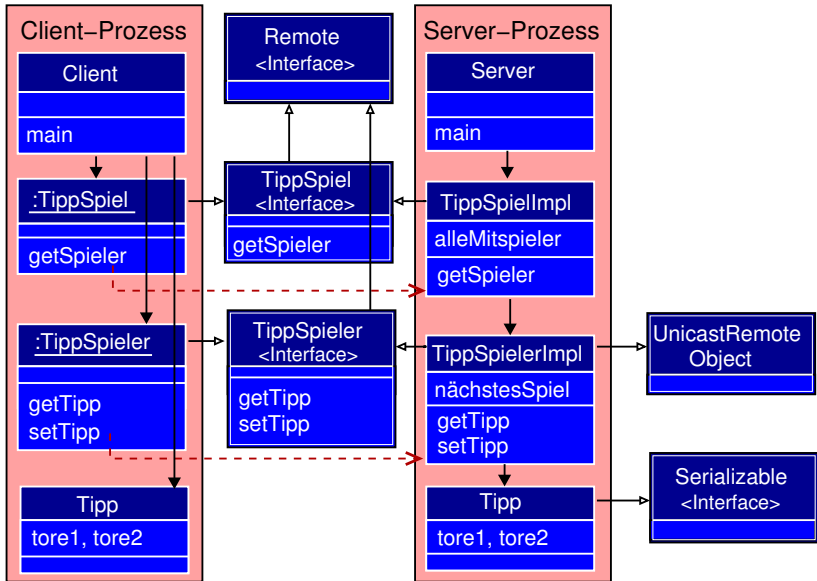 Client–Prozess
Client
main
:TippSpiel
getSpieler
:TippSpieler
getTipp
setTipp
Tipp
tore1, tore2
Remote
<Interface>
TippSpiel
<Interface>
getSpieler
TippSpieler
<Interface>
getTipp
setTipp
Server–Prozess
Server
main
TippSpielImpl
alleMitspieler
getSpieler
TippSpielerImpl
nächstesSpiel
getTipp
setTipp
Tipp
tore1, tore2
UnicastRemote
Object
Serializable
<Interface>